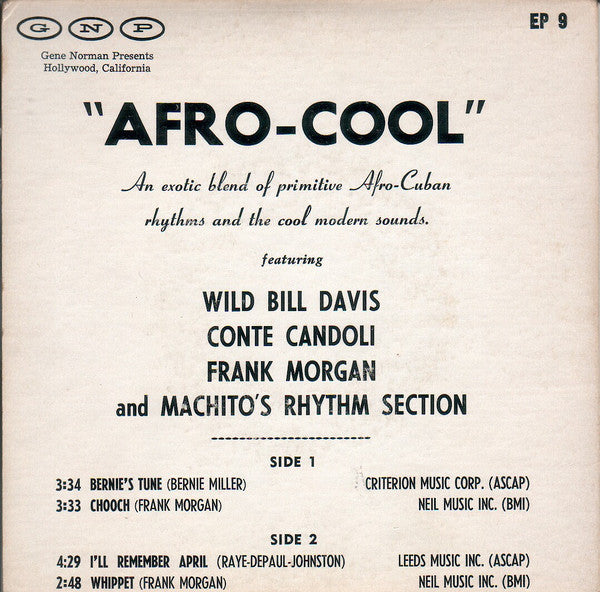 G N P
EP 9
Gene Norman Presents
Hollywood, California
"AFRO-COOL"
An exotic blend of primitive Afro-Cuban
rhythms and the cool modern sounds.
featuring
WILD BILL DAVIS
CONTE CANDOLI
FRANK MORGAN
and MACHITO'S RHYTHM SECTION
SIDE 1
3:34 BERNIE'S TUNE (BERNIE MILLER) CRITERION MUSIC CORP. (ASCAP)
3:33 CHOOCH (FRANK MORGAN) NEIL MUSIC INC. (BMI)
SIDE 2
4:29 I'LL REMEMBER APRIL (RAYE-DEPAUL-JOHNSTON) LEEDS MUSIC INC. (ASCAP)
2:48 WHIPPET (FRANK MORGAN) NEIL MUSIC INC. (BMI)